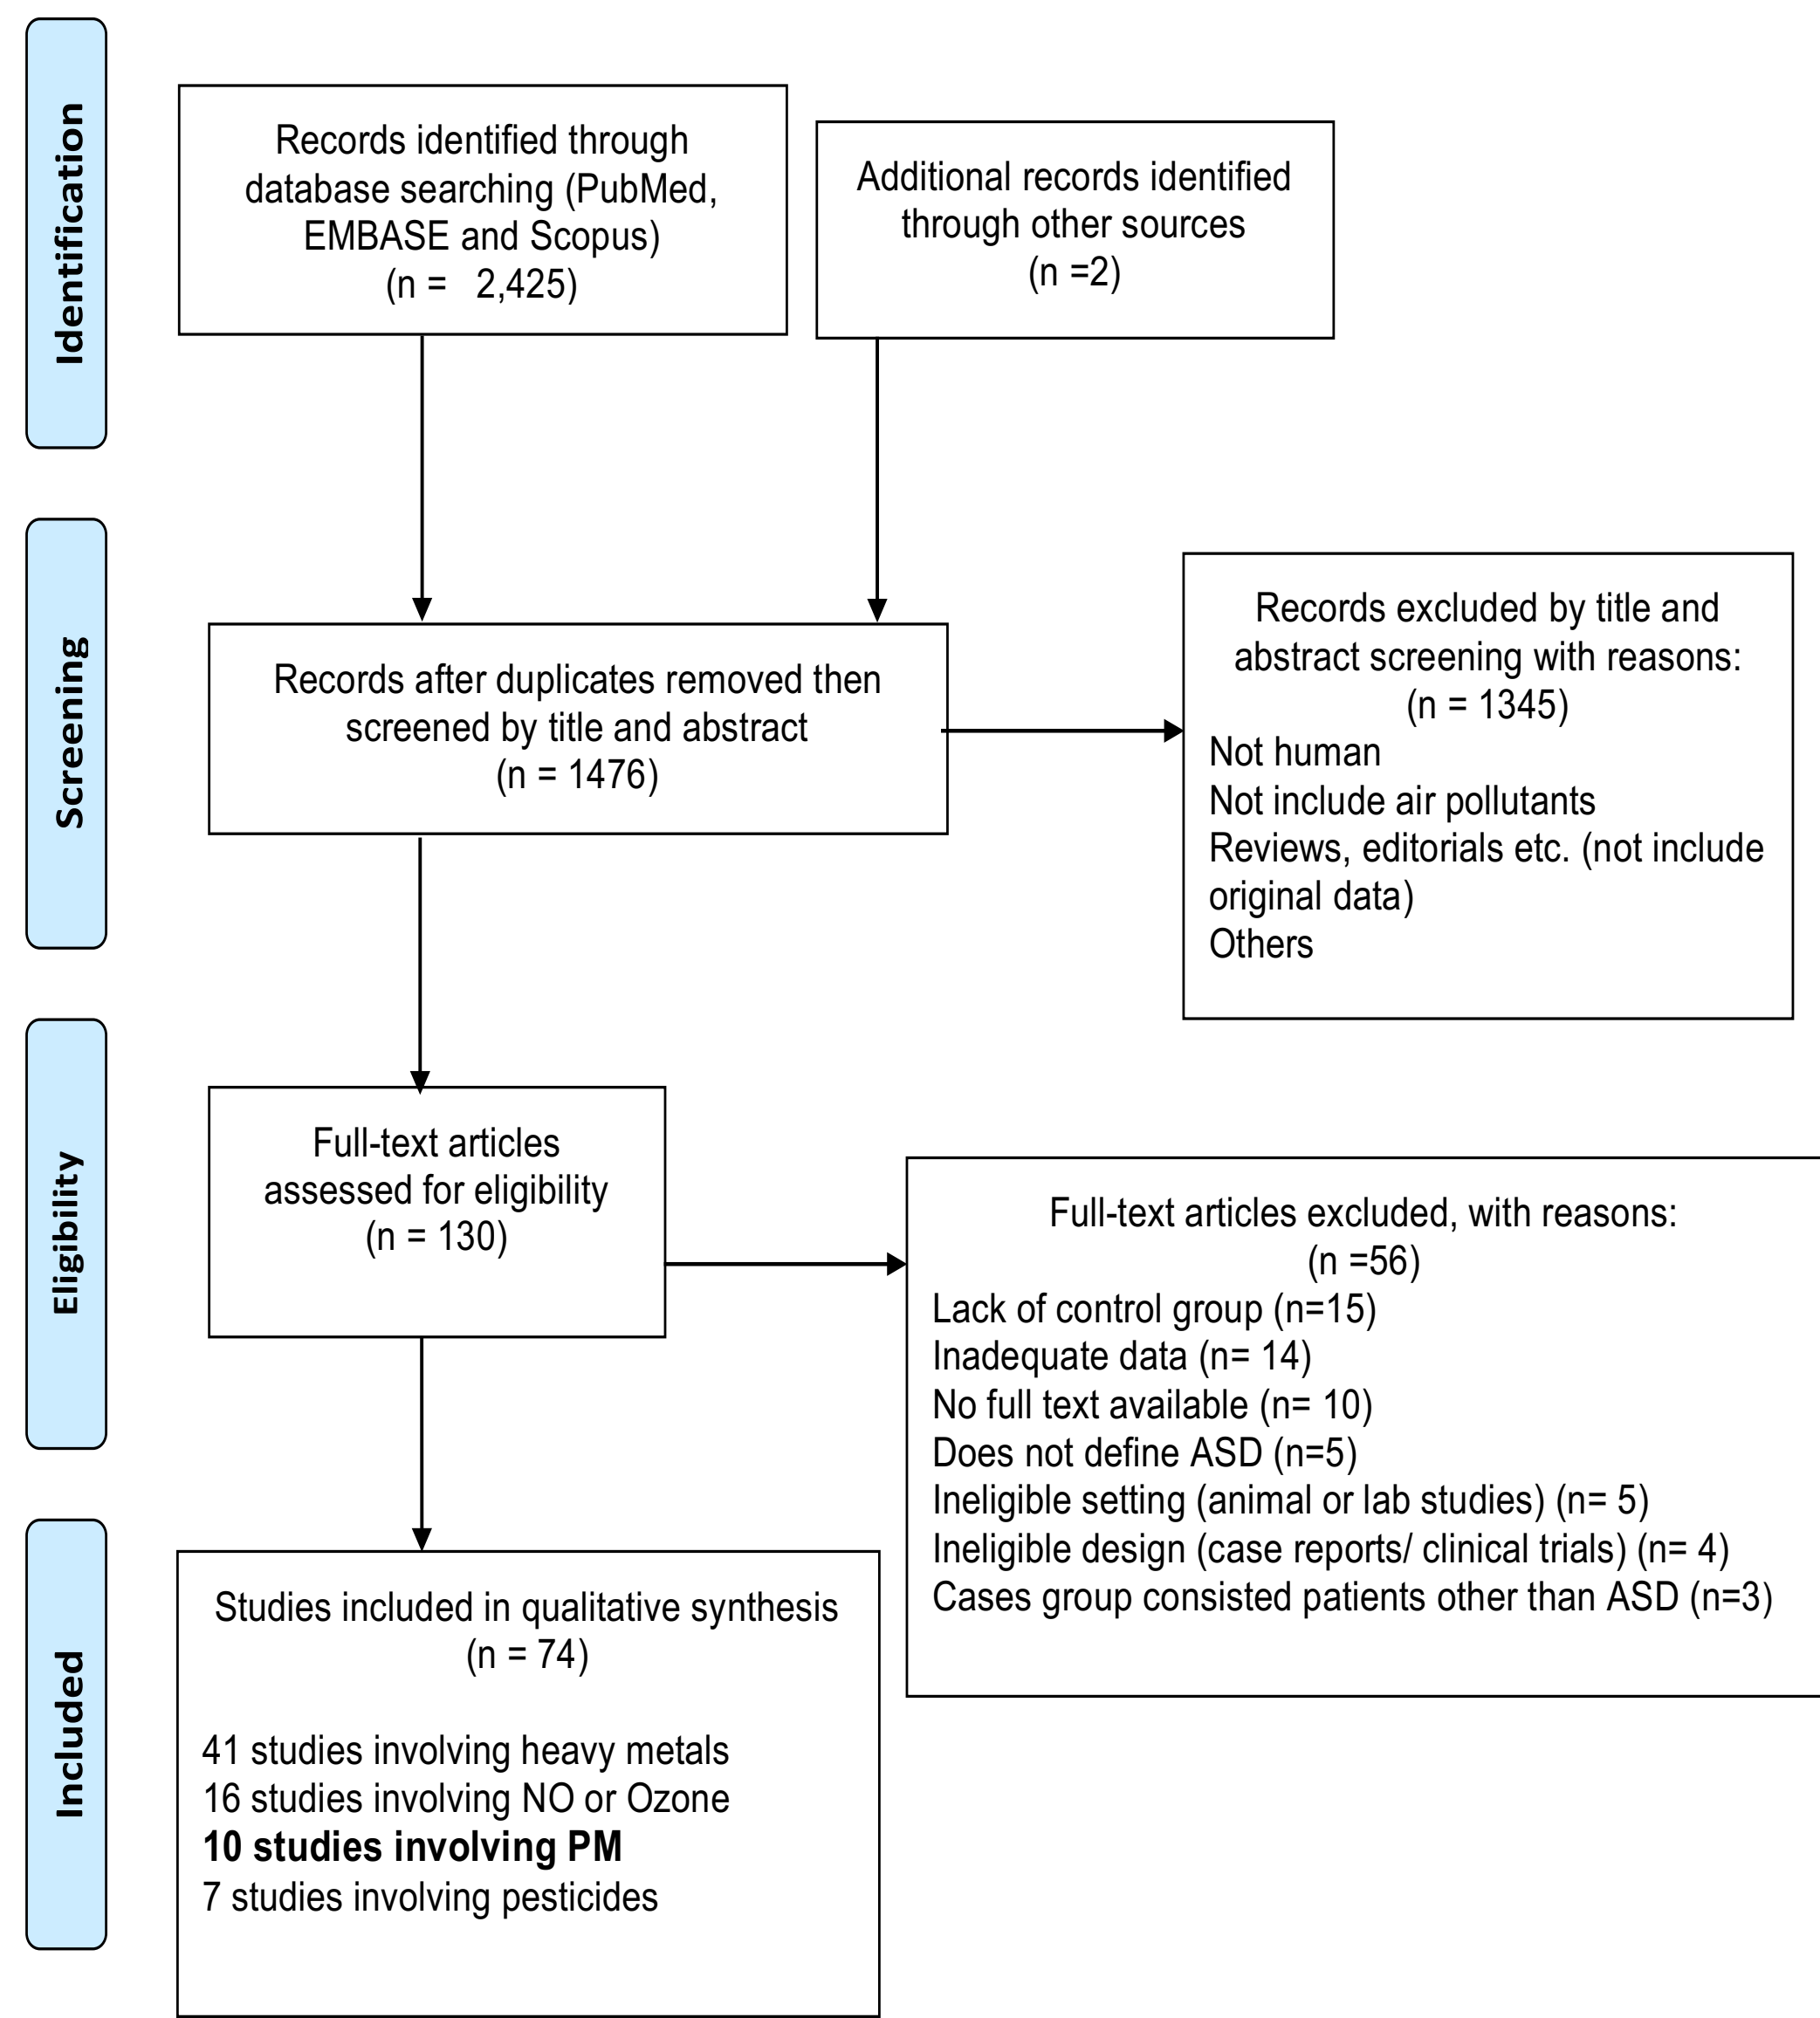 Identification
Records identified through
database searching (PubMed,
EMBASE and Scopus)
(n =   2,425)
Additional records identified
through other sources
(n =2)
Screening
Records after duplicates removed then
screened by title and abstract
(n = 1476)
Records excluded by title and
abstract screening with reasons:
(n = 1345)
Not human
Not include air pollutants
Reviews, editorials etc. (not include
original data)
Others
Eligibility
Full-text articles
assessed for eligibility
(n = 130)
Full-text articles excluded, with reasons:
(n =56)
Lack of control group (n=15)
Inadequate data (n= 14)
No full text available (n= 10)
Does not define ASD (n=5)
Ineligible setting (animal or lab studies) (n= 5)
Ineligible design (case reports/ clinical trials) (n= 4)
Cases group consisted patients other than ASD (n=3)
Included
Studies included in qualitative synthesis
(n = 74)
41 studies involving heavy metals
16 studies involving NO or Ozone
10 studies involving PM
7 studies involving pesticides